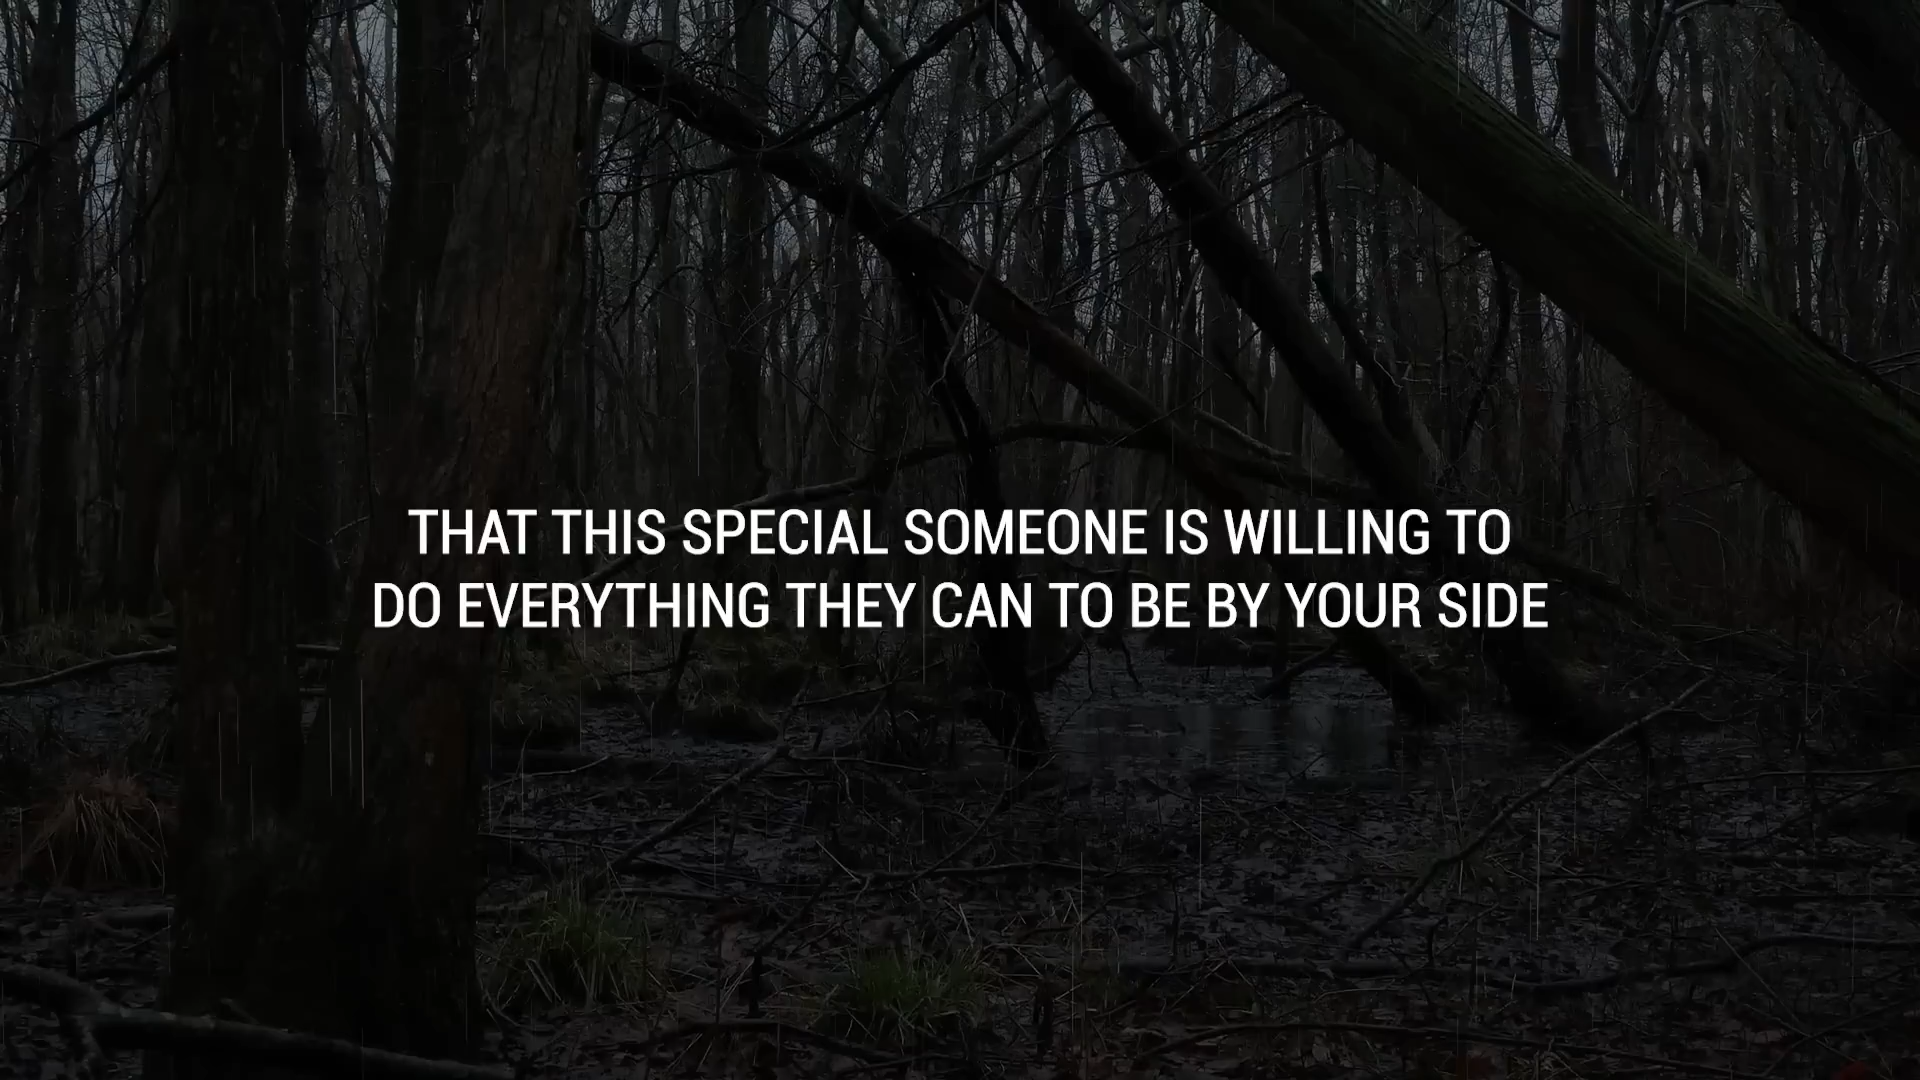 THAT THIS SPECIAL SOMEONE IS WILLING TO
DO EVERYTHING THEY CAN TO BE BY YOUR SIDE